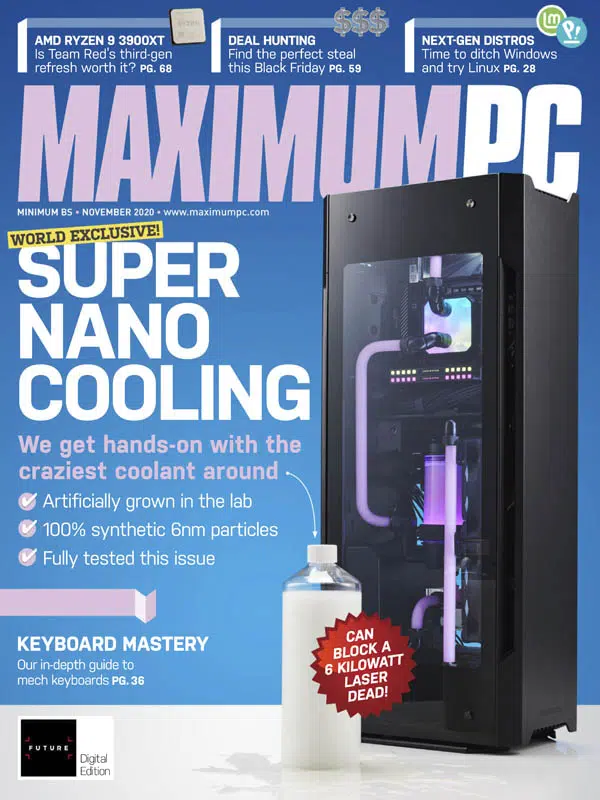 AMD RYZEN 9 3900XT
Is Team Red's third-gen
refresh worth it? PG. 68
RYZEN
DEAL HUNTING
Find the perfect steal
this Black Friday PG. 59
$$$
NEXT-GEN DISTROS
Time to ditch Windows
and try Linux PG. 28
lm
P!
MAXIMUMPC
MINIMUM BS • NOVEMBER 2020 • www.maximumpc.com
WORLD EXCLUSIVE!
SUPER
NANO
COOLING
We get hands-on with the
craziest coolant around
Artificially grown in the lab
100% synthetic 6nm particles
Fully tested this issue
KEYBOARD MASTERY
Our in-depth guide to
mech keyboards PG. 36
CAN
BLOCK A
6 KILOWATT
LASER
DEAD!
FUTURE
Digital
Edition